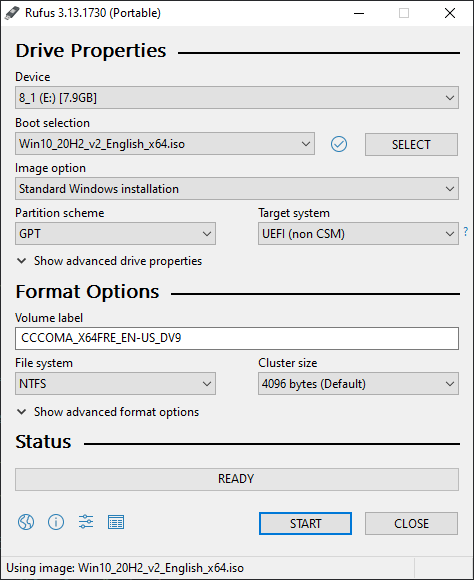 Rufus 3.13.1730 (Portable)
Drive Properties
Device
8_1 (E:) [7.9GB]
Boot selection
Win10_20H2_v2_English_x64.iso
SELECT
Image option
Standard Windows installation
Partition scheme
Target system
GPT
UEFI (non CSM)
?
Show advanced drive properties
Format Options
Volume label
CCCOMA_X64FRE_EN-US_DV9
File system
Cluster size
NTFS
4096 bytes (Default)
Show advanced format options
Status
READY
START
CLOSE
Using image: Win10_20H2_v2_English_x64.iso